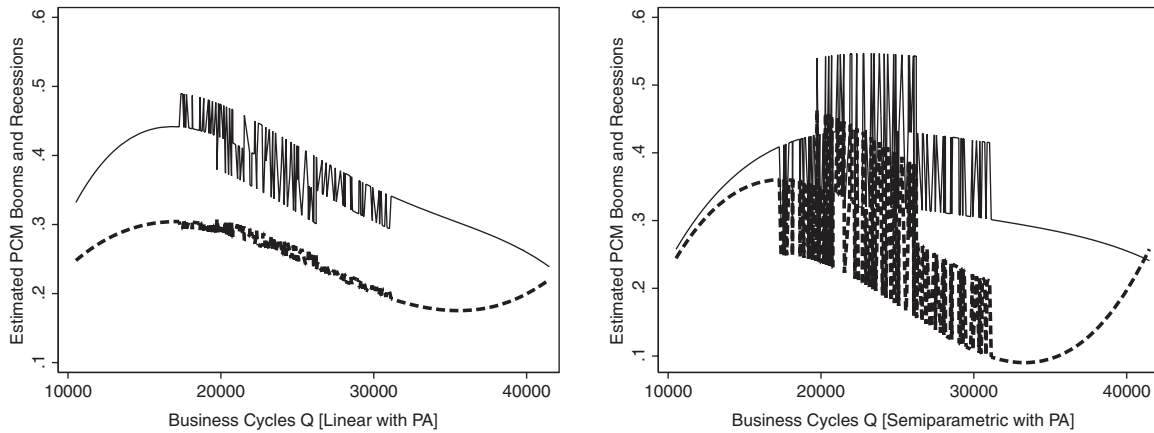 Estimated PCM Booms and Recessions
.6
.5
.4
.3
.2
.1
10000 20000 30000 40000
Business Cycles Q [Linear with PA]
Estimated PCM Booms and Recessions
.6
.5
.4
.3
.2
.1
10000 20000 30000 40000
Business Cycles Q [Semiparametric with PA]